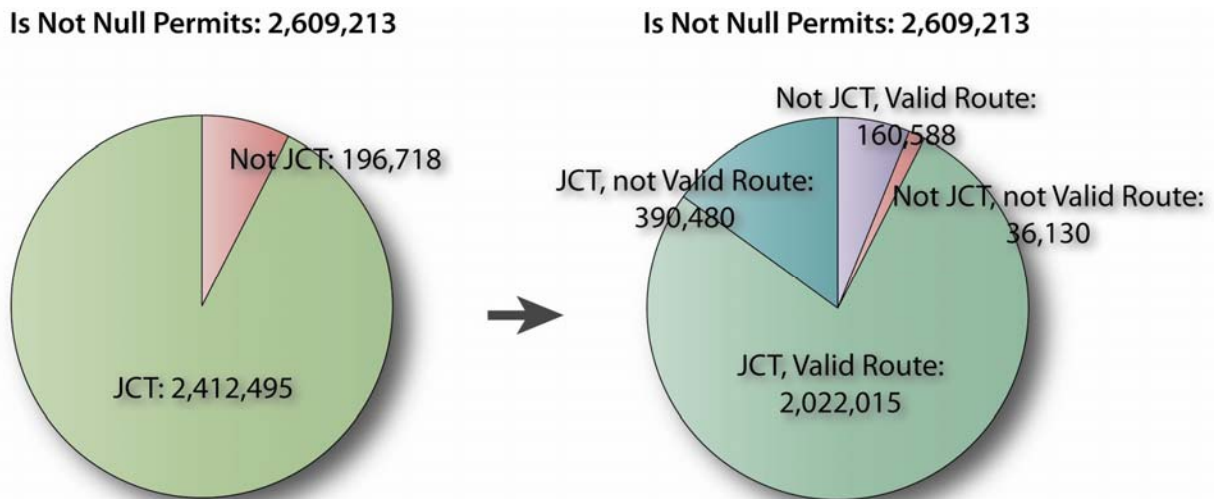 Is Not Null Permits: 2,609,213
Not JCT: 196,718
JCT: 2,412,495
Is Not Null Permits: 2,609,213
Not JCT, Valid Route:
160,588
JCT, not Valid Route:
390,480
Not JCT, not Valid Route:
36,130
JCT, Valid Route:
2,022,015